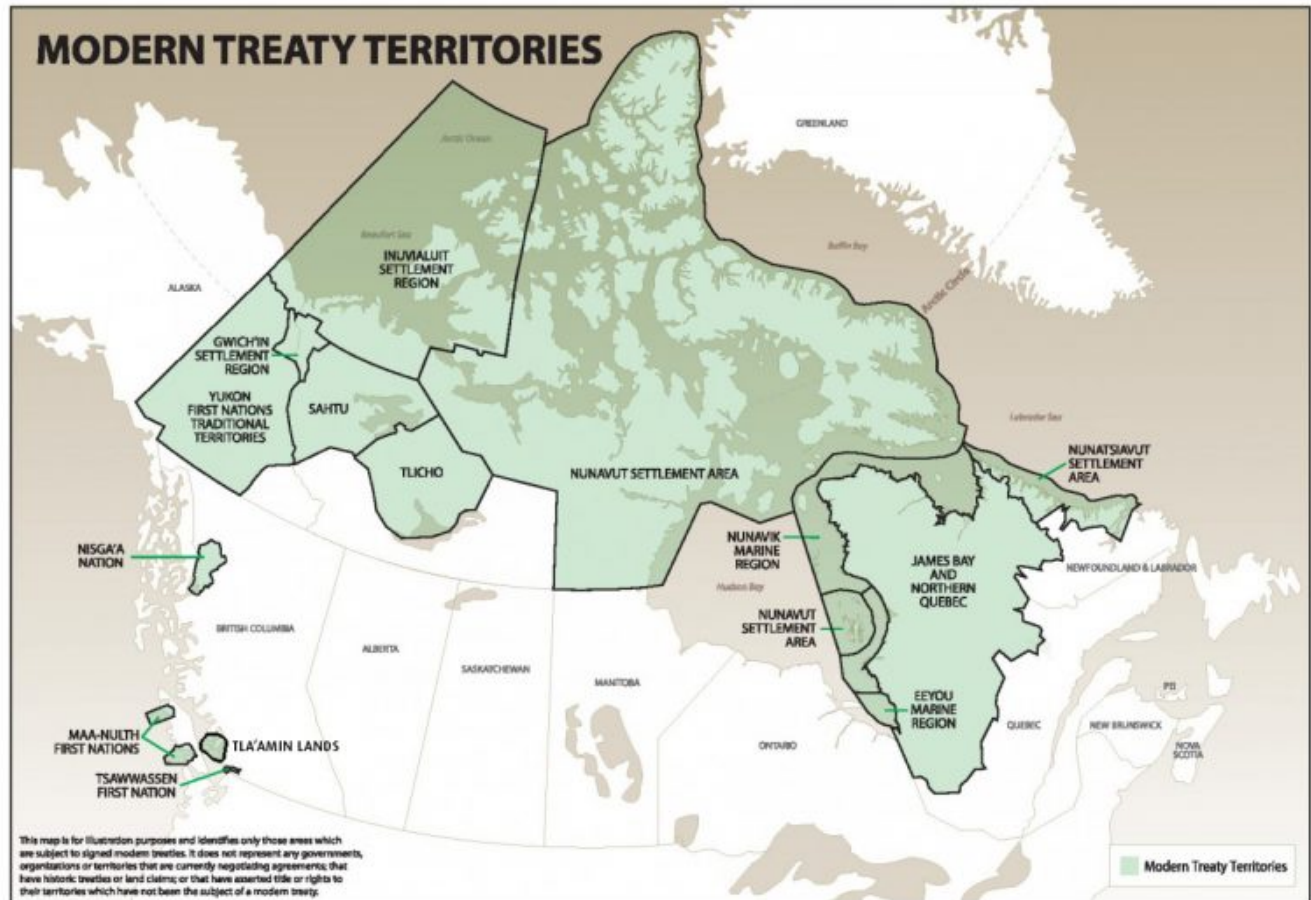 MODERN TREATY TERRITORIES
Arctic Ocean
GREENLAND
Beaufort Sea
Baffin Bay
INUVIALUIT
SETTLEMENT
REGION
ALASKA
Arctic Circle
GWICH'IN
SETTLEMENT
REGION
YUKON
FIRST NATIONS
TRADITIONAL
TERRITORIES
SAHTU
Labrador Sea
TLICHO
NUNAVUT SETTLEMENT AREA
NUNATSIAVUT
SETTLEMENT
AREA
NISGA'A
NATION
NUNAVIK
MARINE
REGION
JAMES BAY
AND
NORTHERN
QUEBEC
NEWFOUNDLAND & LABRADOR
Hudson Bay
NUNAVUT
SETTLEMENT
AREA
BRITISH COLUMBIA
ALBERTA
SASKATCHEWAN
MANITOBA
EEYOU
MARINE
REGION
QUEBEC
PEI
NEW BRUNSWICK
NOVA
SCOTIA
ONTARIO
MAA-NULTH
FIRST NATIONS
TLA'AMIN LANDS
TSAWWASSEN
FIRST NATION
This map is for illustration purposes and identifies only those areas which
are subject to signed modern treaties. It does not represent any governments,
organizations or territories that are currently negotiating agreements; that
have historic treaties or land claims; or that have asserted title or rights to
their territories which have not been the subject of a modern treaty.
Modern Treaty Territories